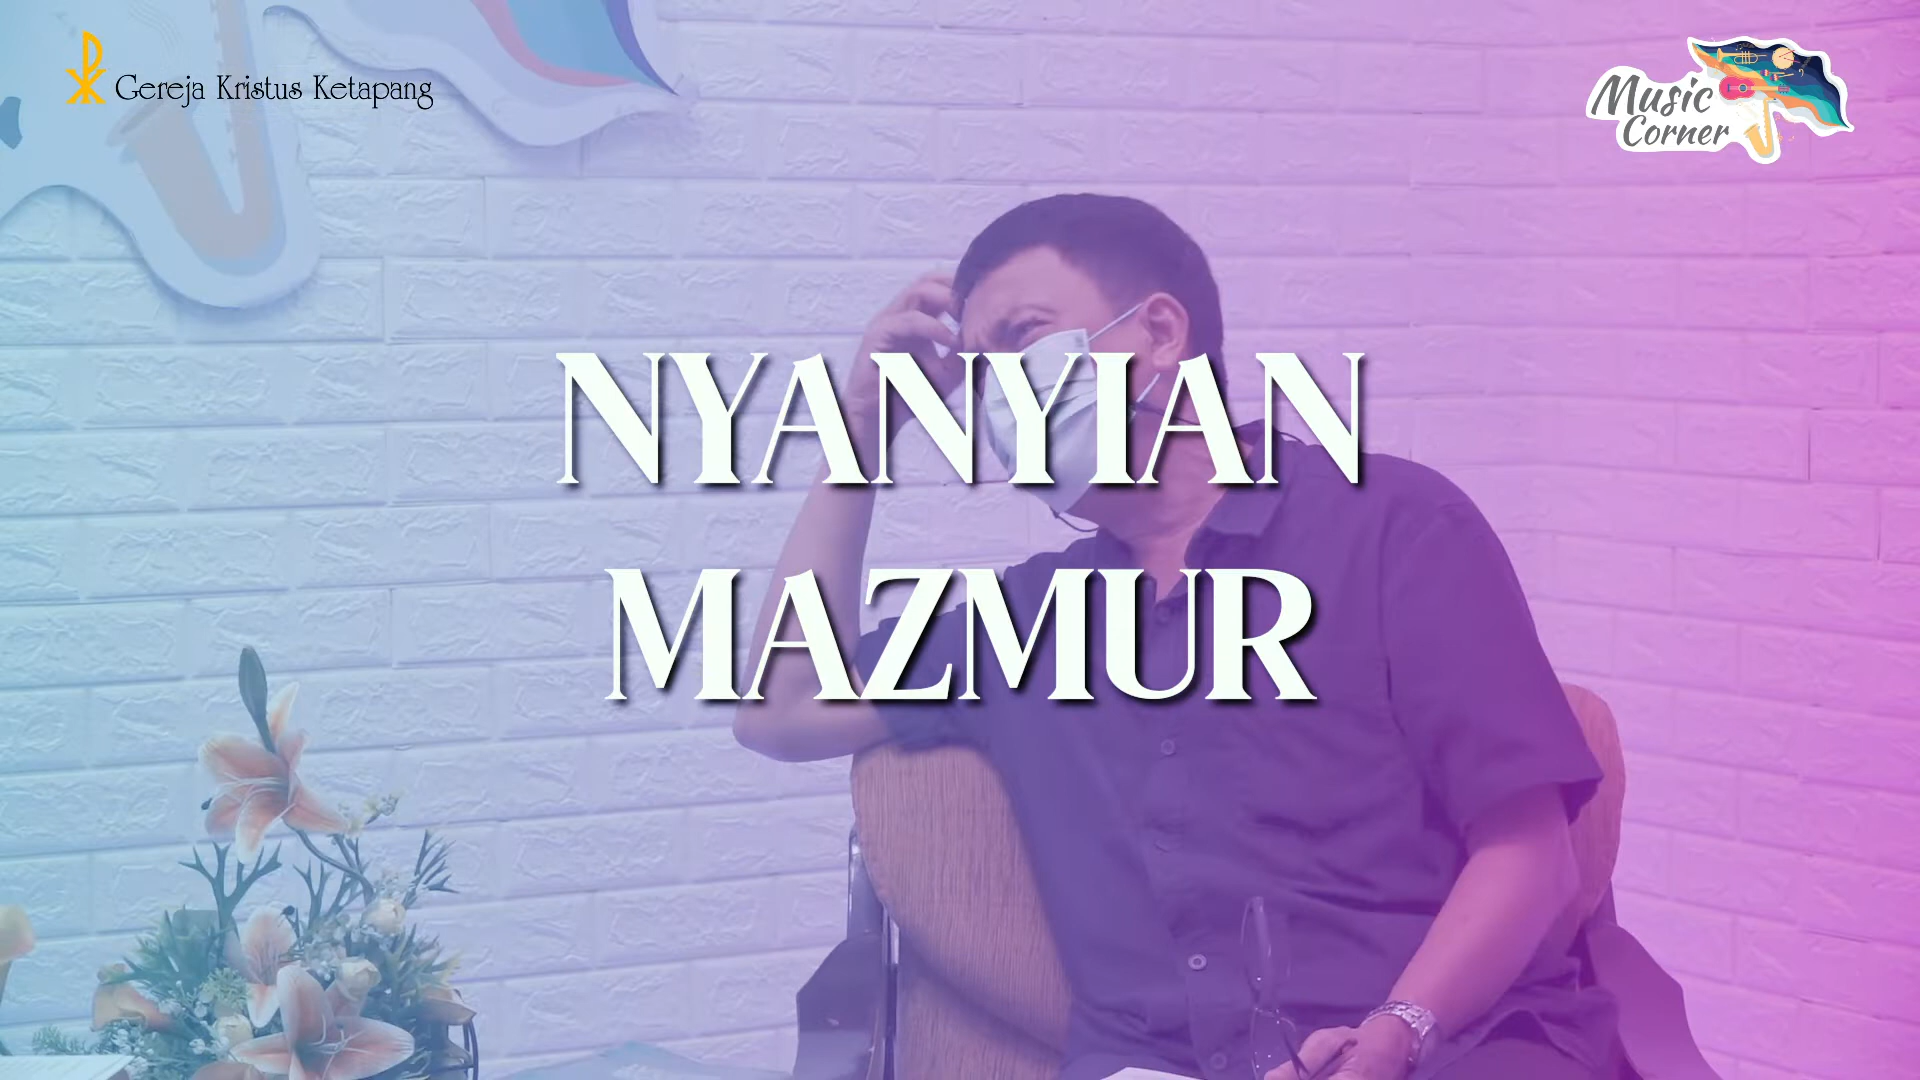 Gereja Kristus Ketapang
Music
Corner
NYANYIAN
MAZMUR